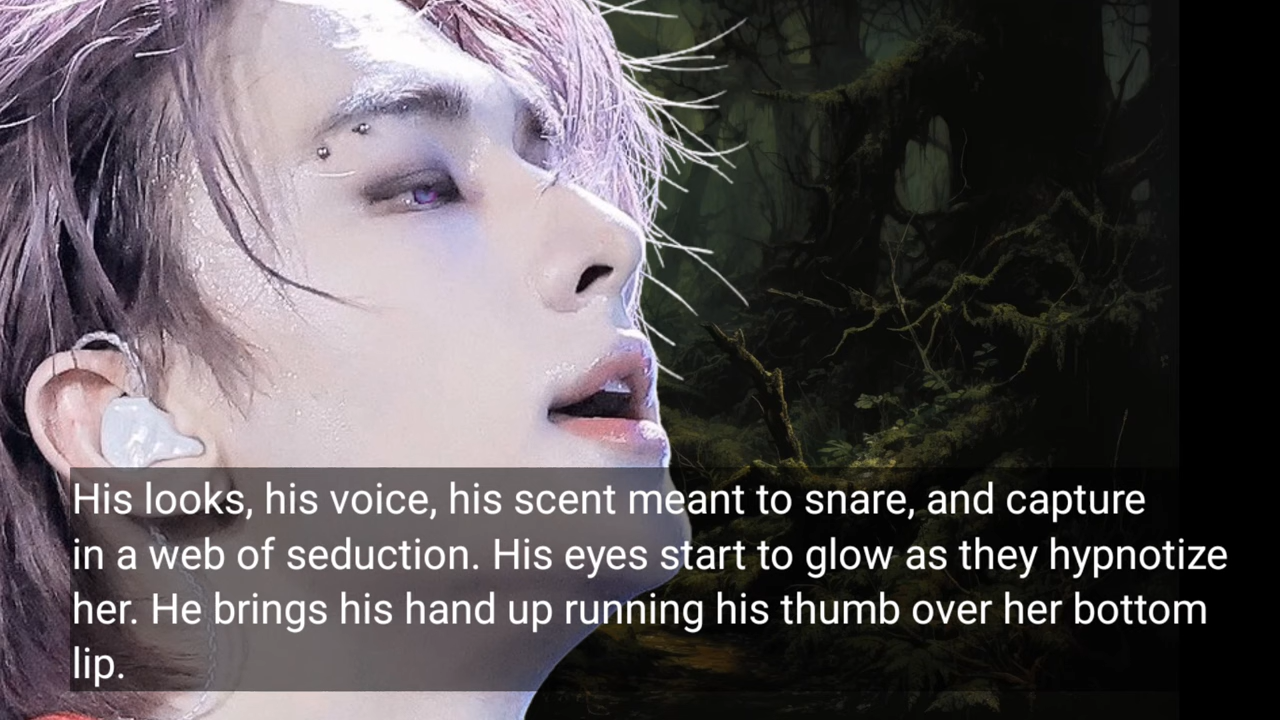 His looks, his voice, his scent meant to snare, and capture
in a web of seduction. His eyes start to glow as they hypnotize
her. He brings his hand up running his thumb over her bottom
lip.